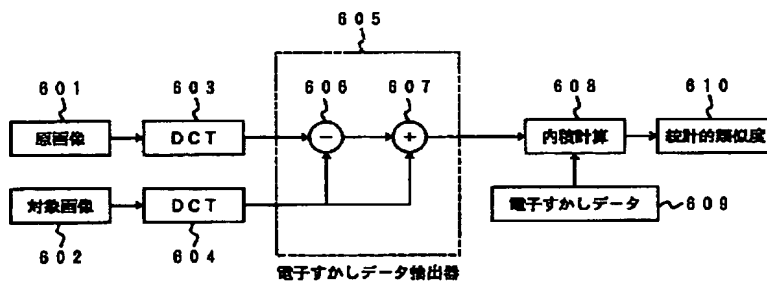 605
601
603
606
607
608
610
原画像
DCT
−
+
内積計算
統計的類似度
対象画像
DCT
電子すかしデータ
609
602
604
電子すかしデータ抽出器